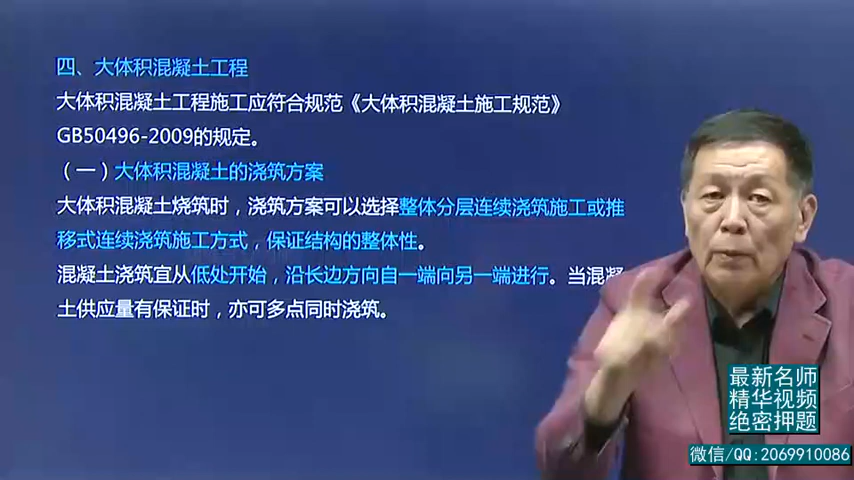 四、大体积混凝土工程
大体积混凝土工程施工应符合规范《大体积混凝土施工规范》
GB50496-2009的规定。
（一）大体积混凝土的浇筑方案
大体积混凝土烧筑时，浇筑方案可以选择整体分层连续浇筑施工或推
移式连续浇筑施工方式，保证结构的整体性。
混凝土浇筑宜从低处开始，沿长边方向自一端向另一端进行。当混凝
土供应量有保证时，亦可多点同时浇筑。
最新名师
精华视频
绝密押题
微信/QQ:2069910086